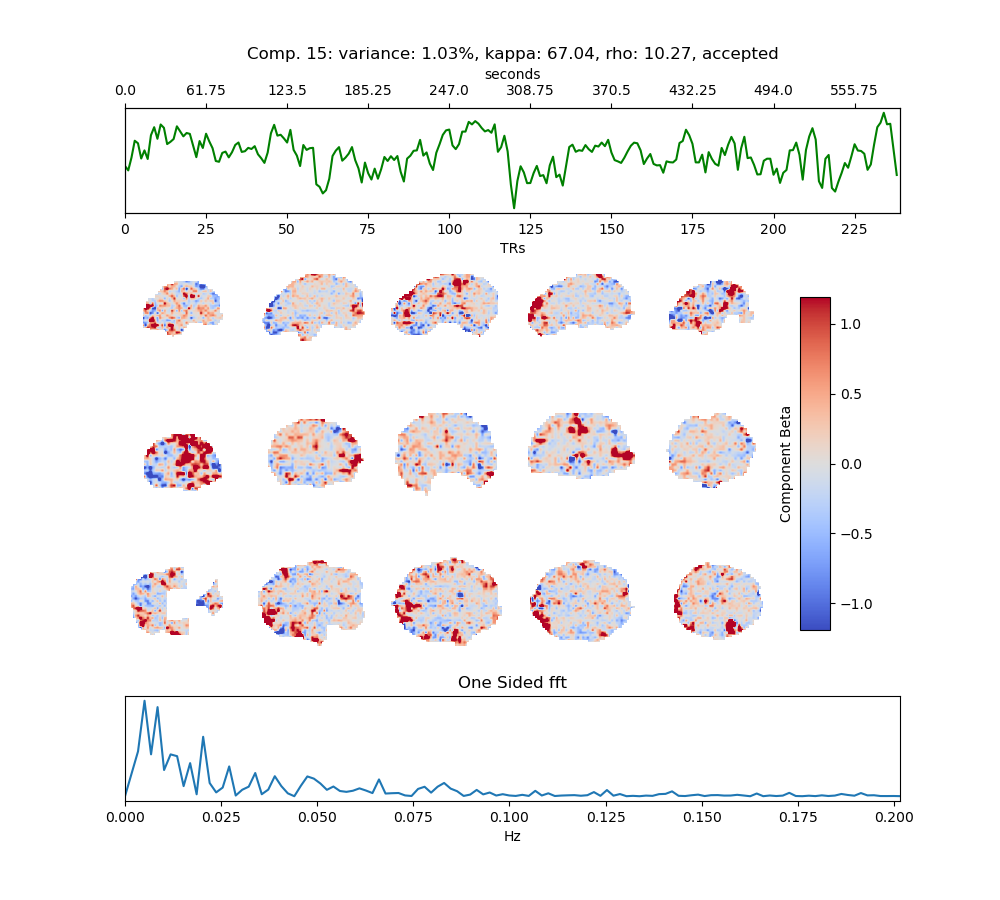 Comp. 15: variance: 1.03%, kappa: 67.04, rho: 10.27, accepted
seconds
0.0 61.75 123.5 185.25 247.0 308.75 370.5 432.25 494.0 555.75
0 25 50 75 100 125 150 175 200 225
TRs
1.0
0.5
0.0
−0.5
−1.0
Component Beta
One Sided fft
0.000 0.025 0.050 0.075 0.100 0.125 0.150 0.175 0.200
Hz